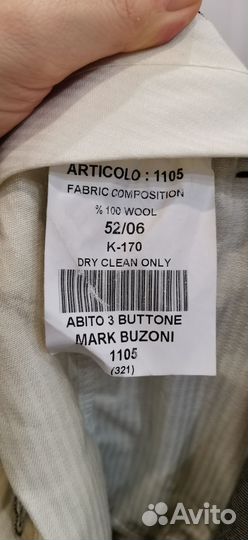 ARTICOLO : 1105
FABRIC COMPOSITION
% 100 WOOL
52/06
K-170
DRY CLEAN ONLY
ABITO 3 BUTTONE
MARK BUZONI
1105
(321)
Avito